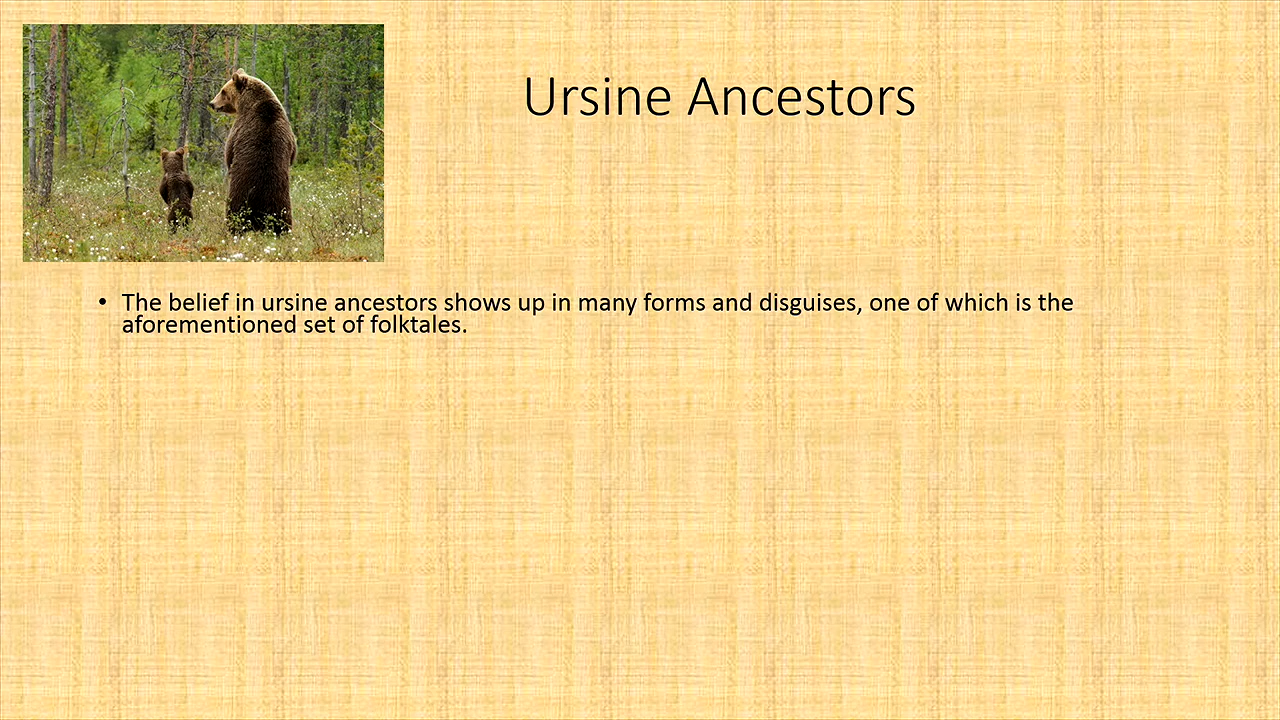 Ursine Ancestors
• The belief in ursine ancestors shows up in many forms and disguises, one of which is the
aforementioned set of folktales.